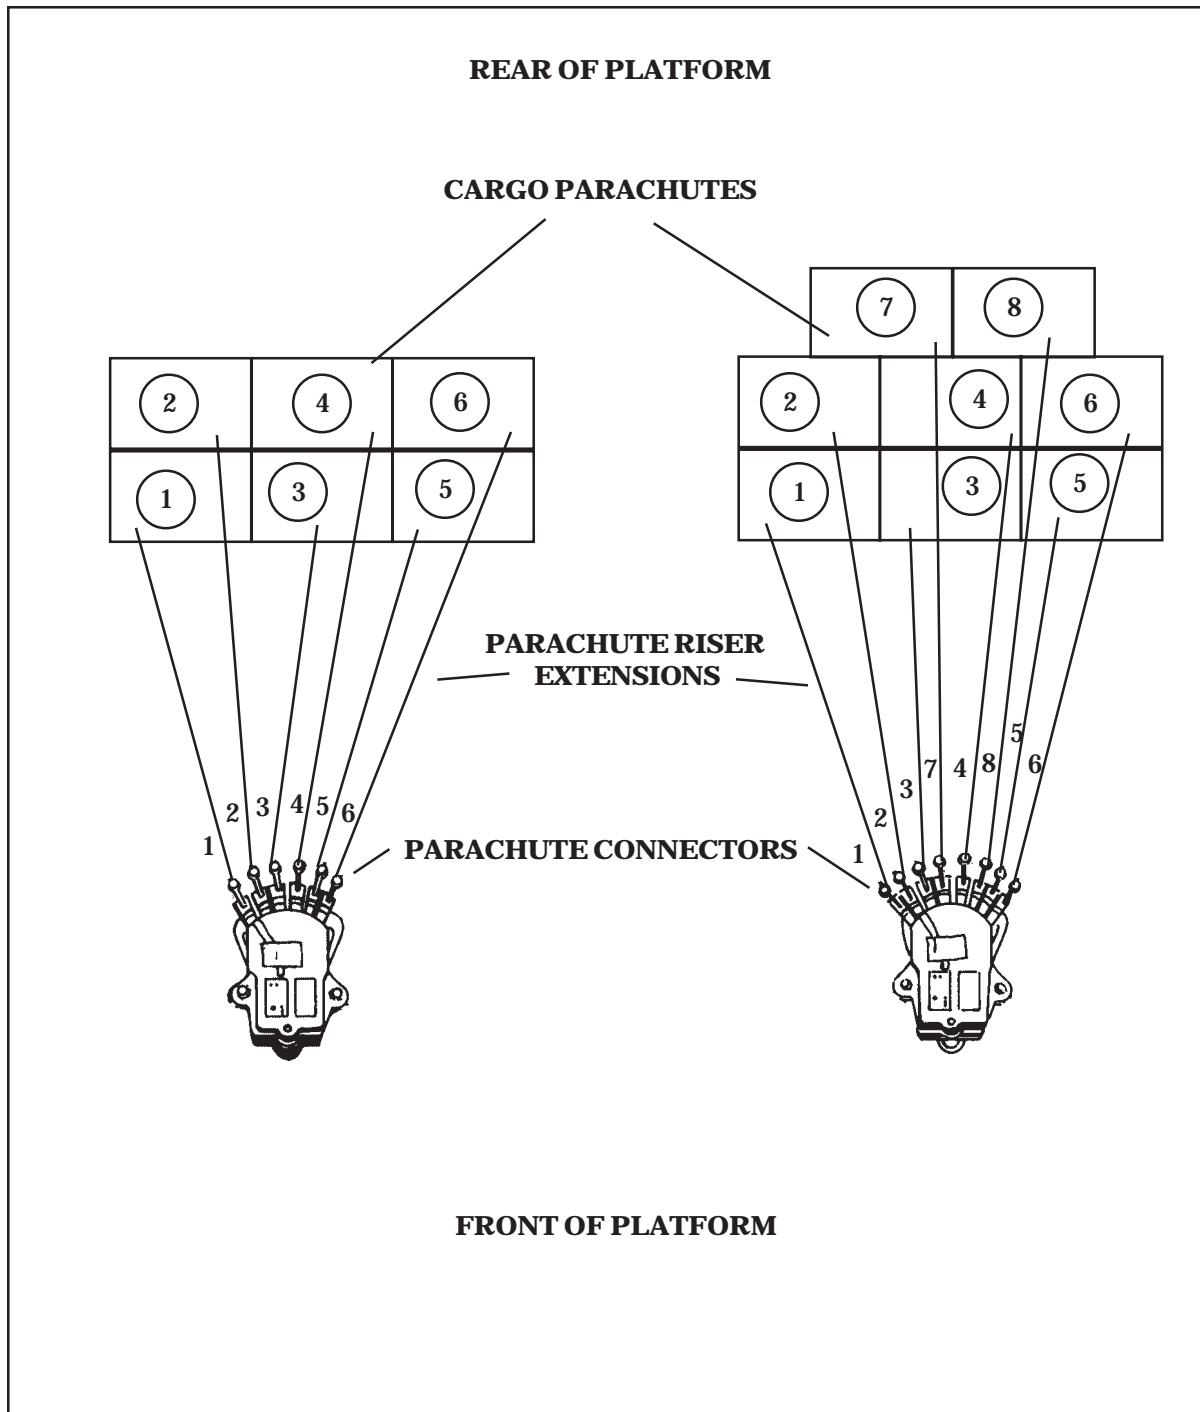 REAR OF PLATFORM
CARGO PARACHUTES
7 8
2 4 6
2 4 6
1 3 5
1 3 5
PARACHUTE RISER
EXTENSIONS
1 2 3 4 5 6
1 2 3 7 4 8 5 6
PARACHUTE CONNECTORS
FRONT OF PLATFORM